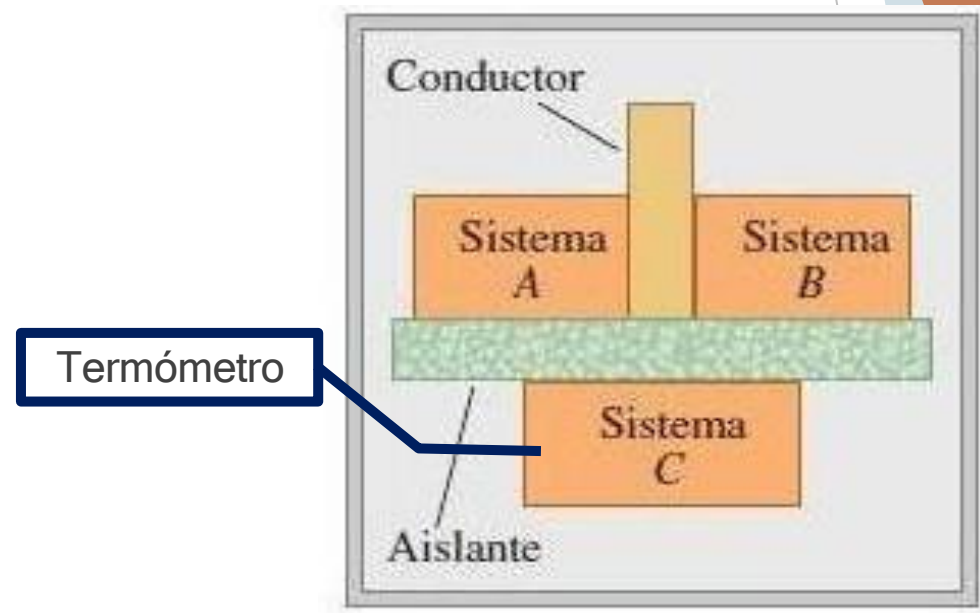 Conductor
Sistema
A
Sistema
B
Termómetro
Sistema
C
Aislante